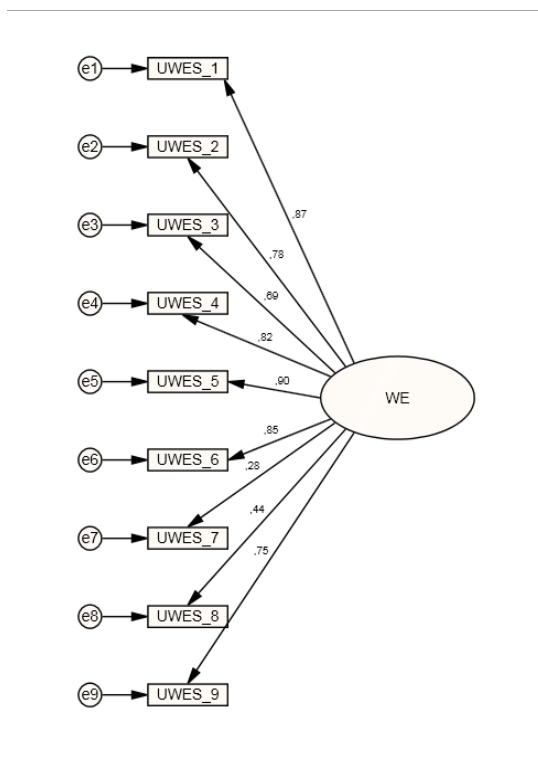 e1 UWES_1
e2 UWES_2
,87
e3 UWES_3
,78
,69
e4 UWES_4
,82
e5 UWES_5
,90
WE
,85
e6 UWES_6
,28
,44
e7 UWES_7
,75
e8 UWES_8
e9 UWES_9